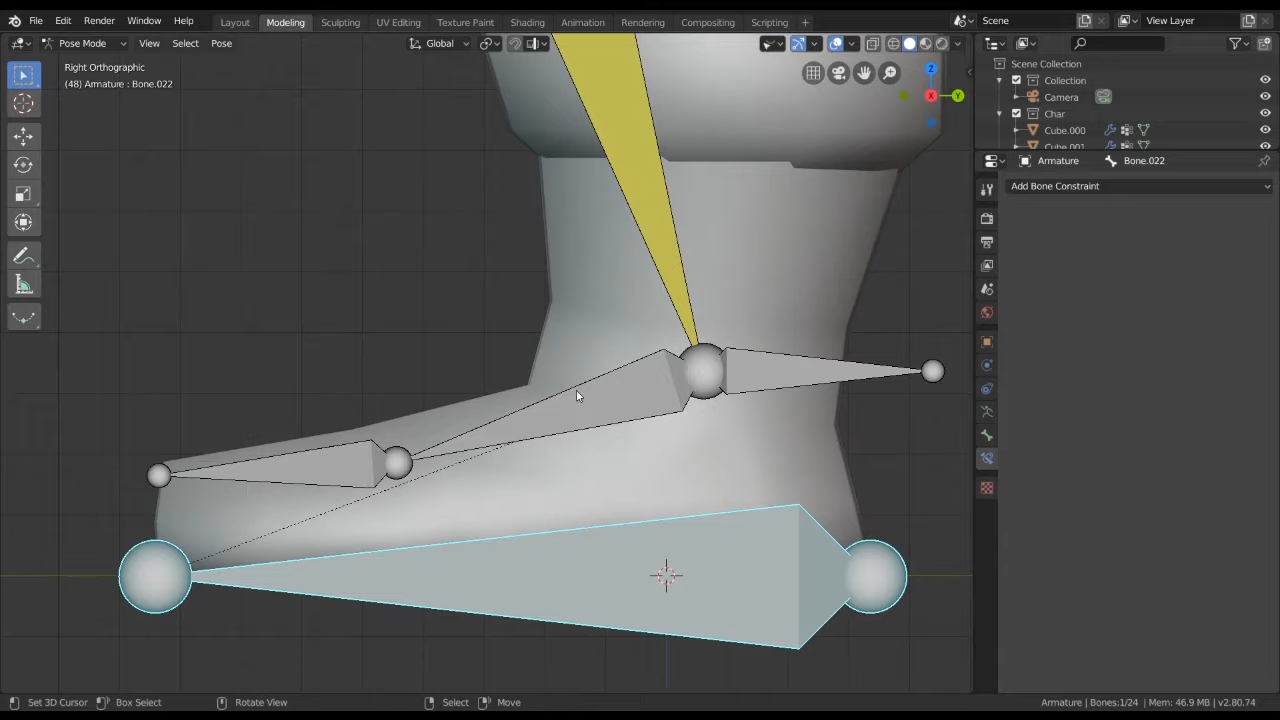 File Edit Render Window Help Layout Modeling Sculpting UV Editing Texture Paint Shading Animation Rendering Compositing Scripting + Scene View Layer
Pose Mode View Select Pose Global
Right Orthographic
(48) Armature : Bone.022
Z
X
Y
Scene Collection
Collection
Camera
Char
Cube.000
Cube.001
Armature Bone.022
Add Bone Constraint
Set 3D Cursor Box Select Rotate View Select Move Armature | Bones:1/24 | Mem: 46.9 MB | v2.80.74